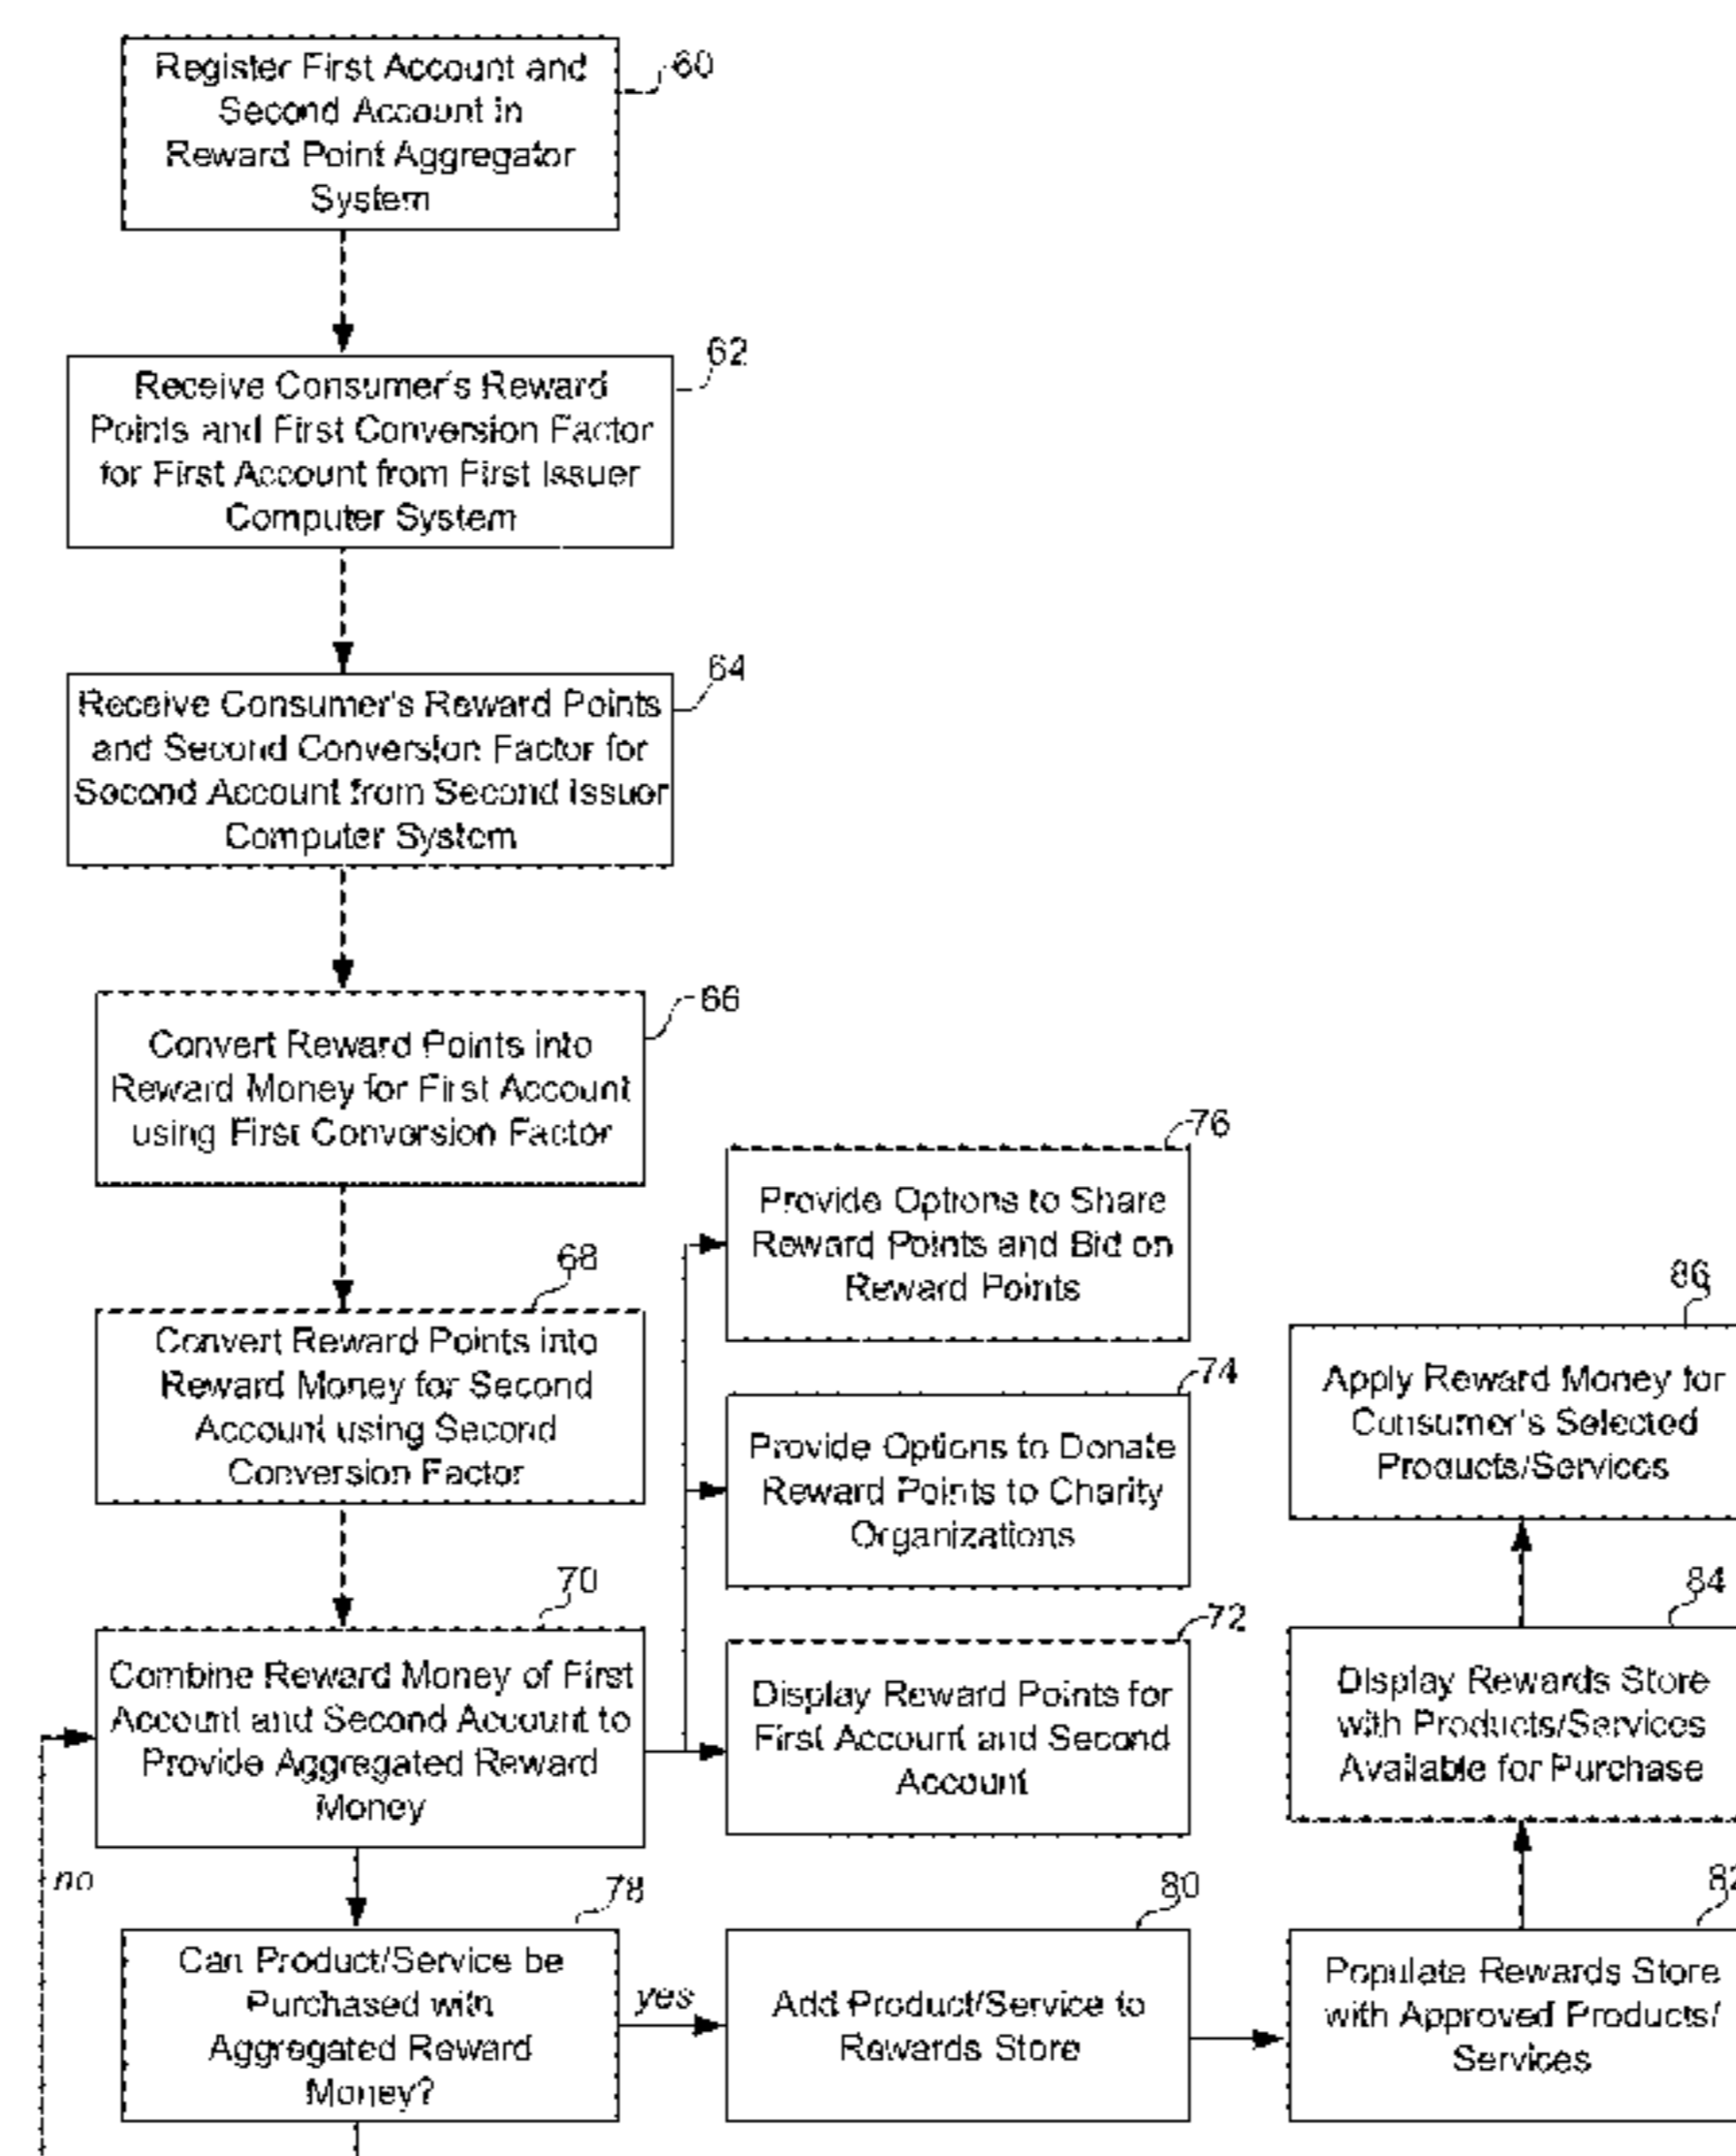 Register First Account and
Second Account in
Reward Point Aggregator
System
60
Receive Consumer's Reward
Points and First Conversion Factor
for First Account from First Issuer
Computer System
62
Receive Consumer's Reward Points
and Second Conversion Factor for
Second Account from Second Issuer
Computer System
64
Convert Reward Points into
Reward Money for First Account
using First Conversion Factor
66
Convert Reward Points into
Reward Money for Second
Account using Second
Conversion Factor
68
Combine Reward Money of First
Account and Second Account to
Provide Aggregated Reward
Money
70
Provide Options to Share
Reward Points and Bid on
Reward Points
76
Provide Options to Donate
Reward Points to Charity
Organizations
74
Display Reward Points for
First Account and Second
Account
72
no
Can Product/Service be
Purchased with
Aggregated Reward
Money?
78
yes
Add Product/Service to
Rewards Store
80
Populate Rewards Store
with Approved Products/
Services
82
Display Rewards Store
with Products/Services
Available for Purchase
84
Apply Reward Money for
Consumer's Selected
Products/Services
86